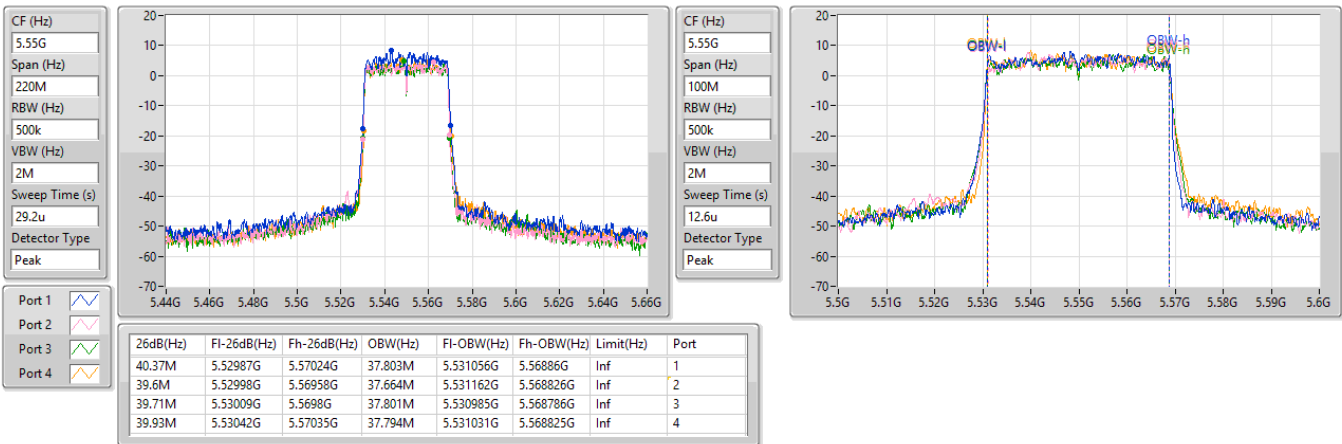 CF (Hz)
5.55G
Span (Hz)
220M
RBW (Hz)
500k
VBW (Hz)
2M
Sweep Time (s)
29.2u
Detector Type
Peak
20
10
0
-10
-20
-30
-40
-50
-60
-70
5.44G 5.46G 5.48G 5.5G 5.52G 5.54G 5.56G 5.58G 5.6G 5.62G 5.64G 5.66G
CF (Hz)
5.55G
Span (Hz)
100M
RBW (Hz)
500k
VBW (Hz)
2M
Sweep Time (s)
12.6u
Detector Type
Peak
20
10
0
-10
-20
-30
-40
-50
-60
-70
OBW-l OBW-h
5.5G 5.51G 5.52G 5.53G 5.54G 5.55G 5.56G 5.57G 5.58G 5.59G 5.6G
Port 1
Port 2
Port 3
Port 4
26dB(Hz) Fl-26dB(Hz) Fh-26dB(Hz) OBW(Hz) Fl-OBW(Hz) Fh-OBW(Hz) Limit(Hz) Port
40.37M 5.52987G 5.57024G 37.803M 5.531056G 5.56886G Inf 1
39.6M 5.52998G 5.56958G 37.664M 5.531162G 5.568826G Inf 2
39.71M 5.53009G 5.5698G 37.801M 5.530985G 5.568786G Inf 3
39.93M 5.53042G 5.57035G 37.794M 5.531031G 5.568825G Inf 4